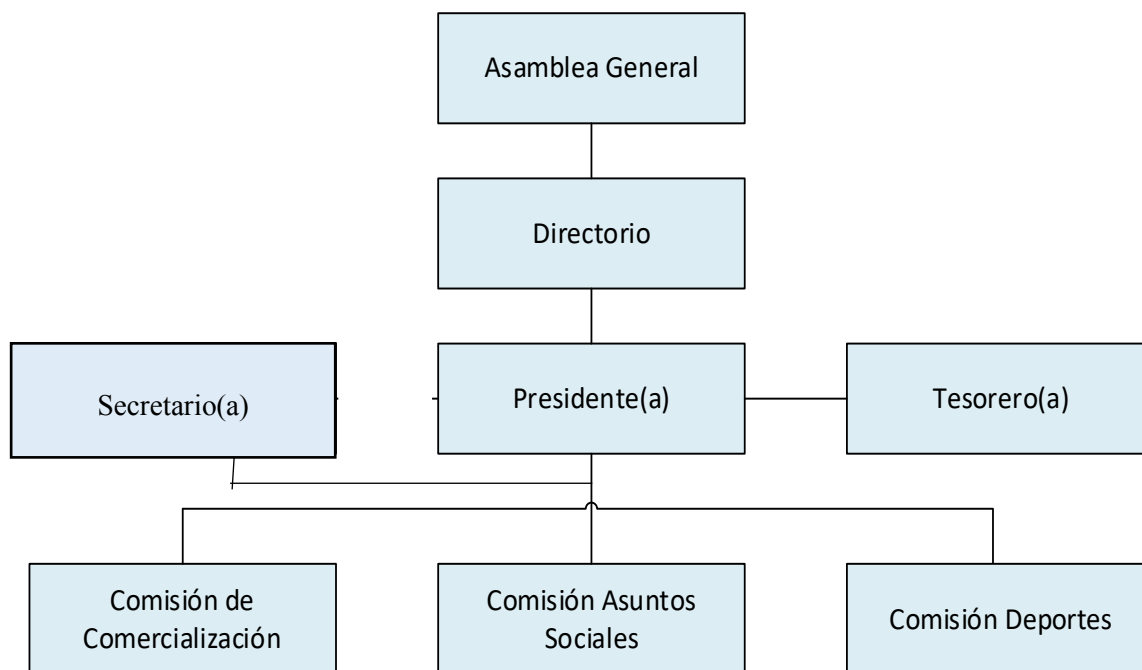 Asamblea General
Directorio
Secretario(a)
Presidente(a)
Tesorero(a)
Comisión de
Comercialización
Comisión Asuntos
Sociales
Comisión Deportes